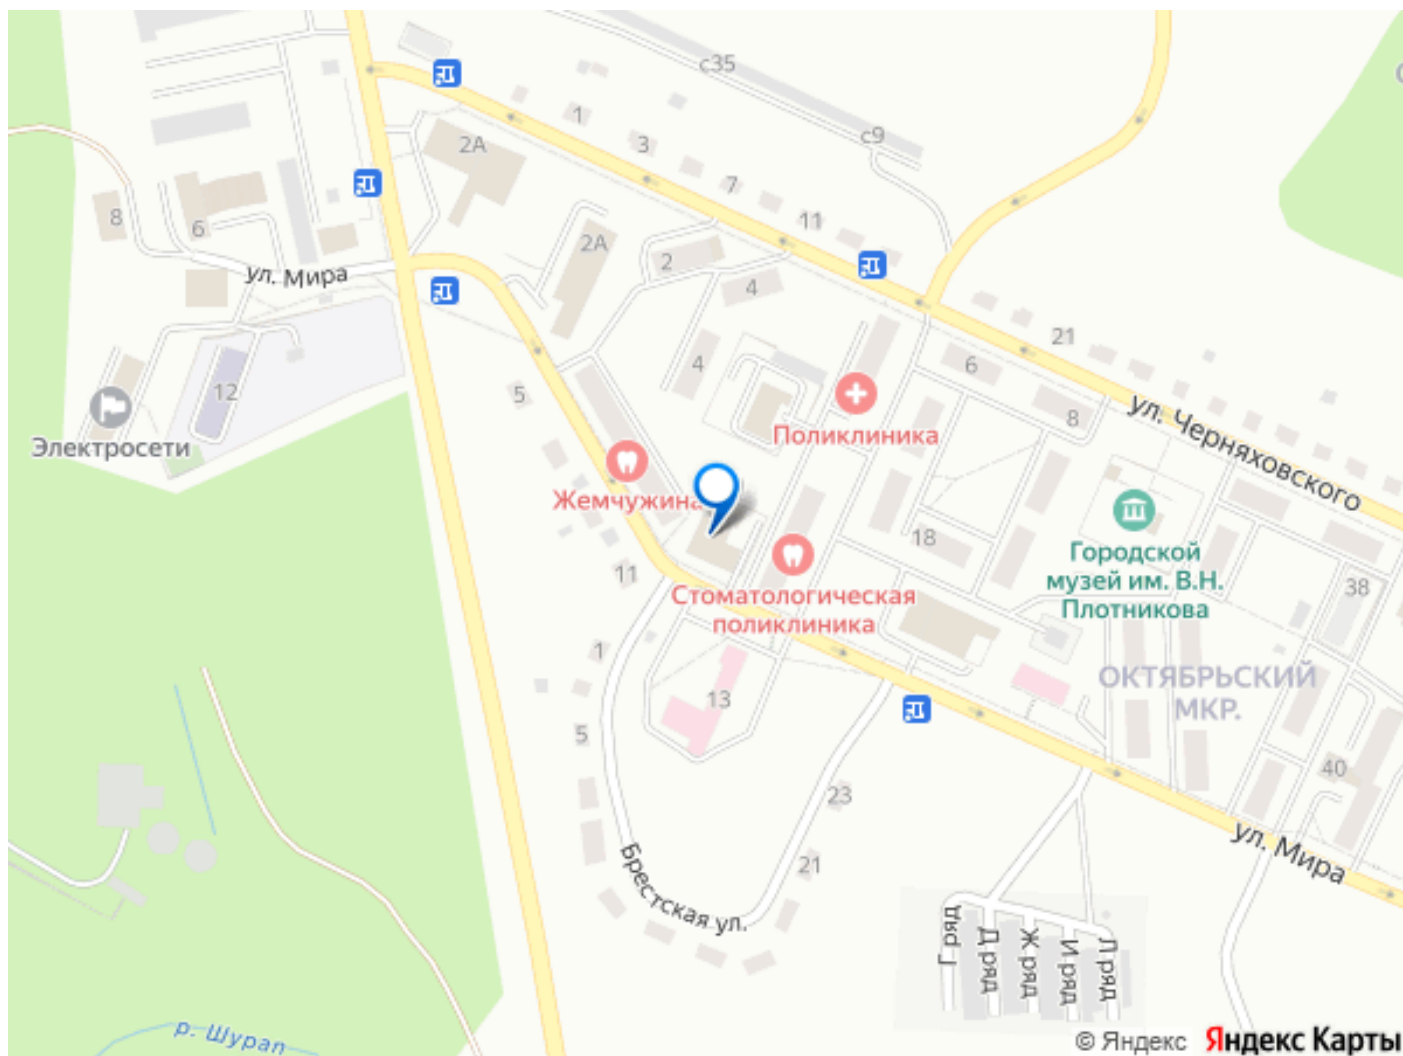 с35
с9
1
2А
3
7
8
6
11
2А
2
ул. Мира
4
21
4
6
5
12
8
ул. Черняховского
Электросети
Поликлиника
Жемчужина
18
Городской
музей им. В.Н.
Плотникова
11
38
Стоматологическая
поликлиника
1
13
ОКТЯБРЬСКИЙ
МКР.
5
40
23
ул. Мира
21
Брестская ул.
Г ряд
Д ряд
Ж ряд
И ряд
Л ряд
р. Шурап
© Яндекс Яндекс Карты